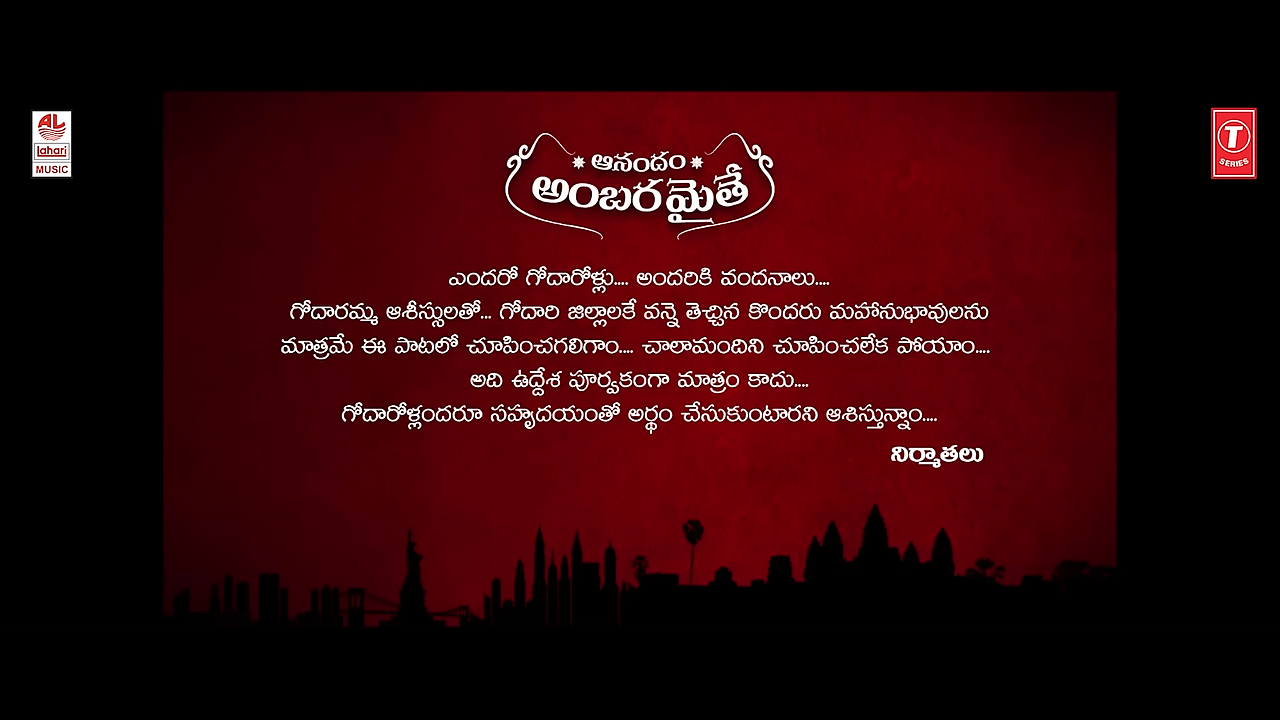 AL
lahari
MUSIC
T
SERIES
ఆనందం
అంబరమైతే
ఎందరో గోదారోళ్లు.... అందరికి వందనాలు....
గోదారమ్మ ఆశీస్సులతో... గోదారి జిల్లాలకే వన్నె తెచ్చిన కొందరు మహానుభావులను
మాత్రమే ఈ పాటలో చూపించగలిగాం.... చాలామందిని చూపించలేక పోయాం....
అది ఉద్దేశ పూర్వకంగా మాత్రం కాదు....
గోదారోళ్లందరూ సహృదయంతో అర్థం చేసుకుంటారని ఆశిస్తున్నాం....
నిర్మాతలు